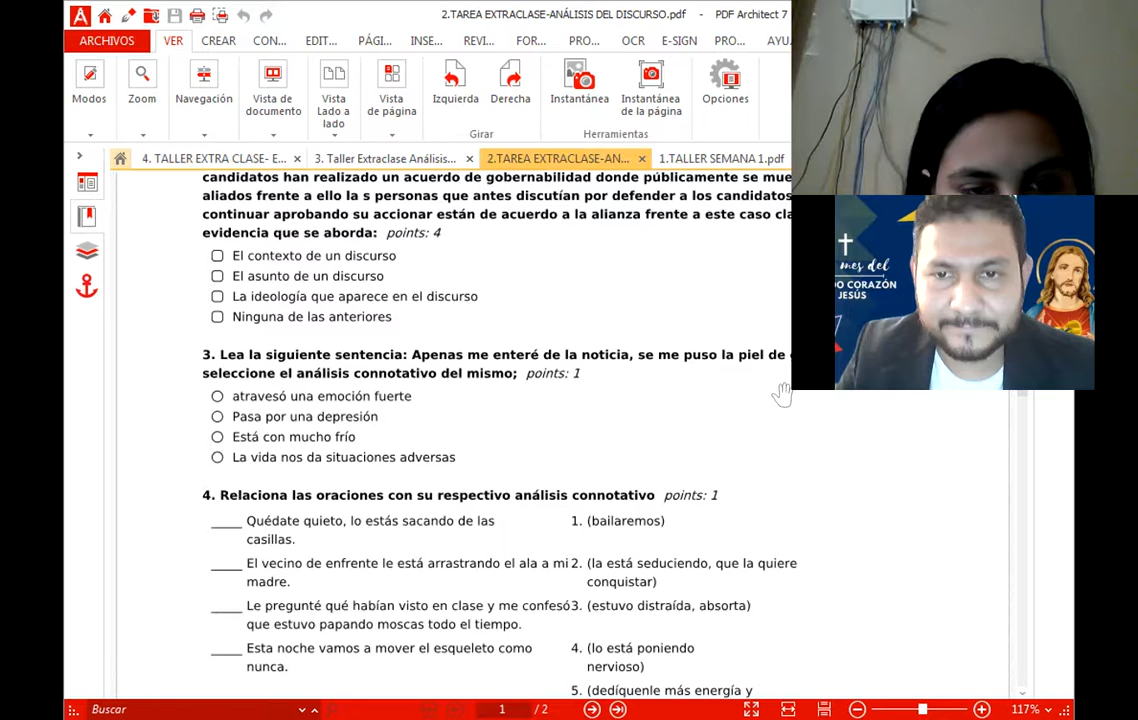 2.TAREA EXTRACLASE-ANÁLISIS DEL DISCURSO.pdf - PDF Architect 7
ARCHIVOS VER CREAR CON... EDIT... PÁGI... INSE... REVI... FOR... PRO... OCR E-SIGN PRO... AYU
Modos Zoom Navegación Vista de documento Vista Lado a lado Vista de página Izquierda Derecha Instantánea Instantánea de la página Opciones
Girar Herramientas
4. TALLER EXTRA CLASE- E... 3. Taller Extraclase Análisis... 2.TAREA EXTRACLASE-AN... 1.TALLER SEMANA 1.pdf
candidatos han realizado un acuerdo de gobernabilidad donde públicamente se mue
aliados frente a ello la s personas que antes discutían por defender a los candidatos
continuar aprobando su accionar están de acuerdo a la alianza frente a este caso cla
evidencia que se aborda: points: 4
El contexto de un discurso
El asunto de un discurso
La ideología que aparece en el discurso
Ninguna de las anteriores
3. Lea la siguiente sentencia: Apenas me enteré de la noticia, se me puso la piel de
seleccione el análisis connotativo del mismo; points: 1
atravesó una emoción fuerte
Pasa por una depresión
Está con mucho frío
La vida nos da situaciones adversas
4. Relaciona las oraciones con su respectivo análisis connotativo points: 1
_____ Quédate quieto, lo estás sacando de las 1. (bailaremos)
casillas.
_____ El vecino de enfrente le está arrastrando el ala a mi 2. (la está seduciendo, que la quiere
madre. conquistar)
_____ Le pregunté qué habían visto en clase y me confesó 3. (estuvo distraída, absorta)
que estuvo papando moscas todo el tiempo.
_____ Esta noche vamos a mover el esqueleto como 4. (lo está poniendo
nunca. nervioso)
5. (dedíquenle más energía y
mes del
DO CORAZÓN
JESÚS
Buscar 1 / 2 117%